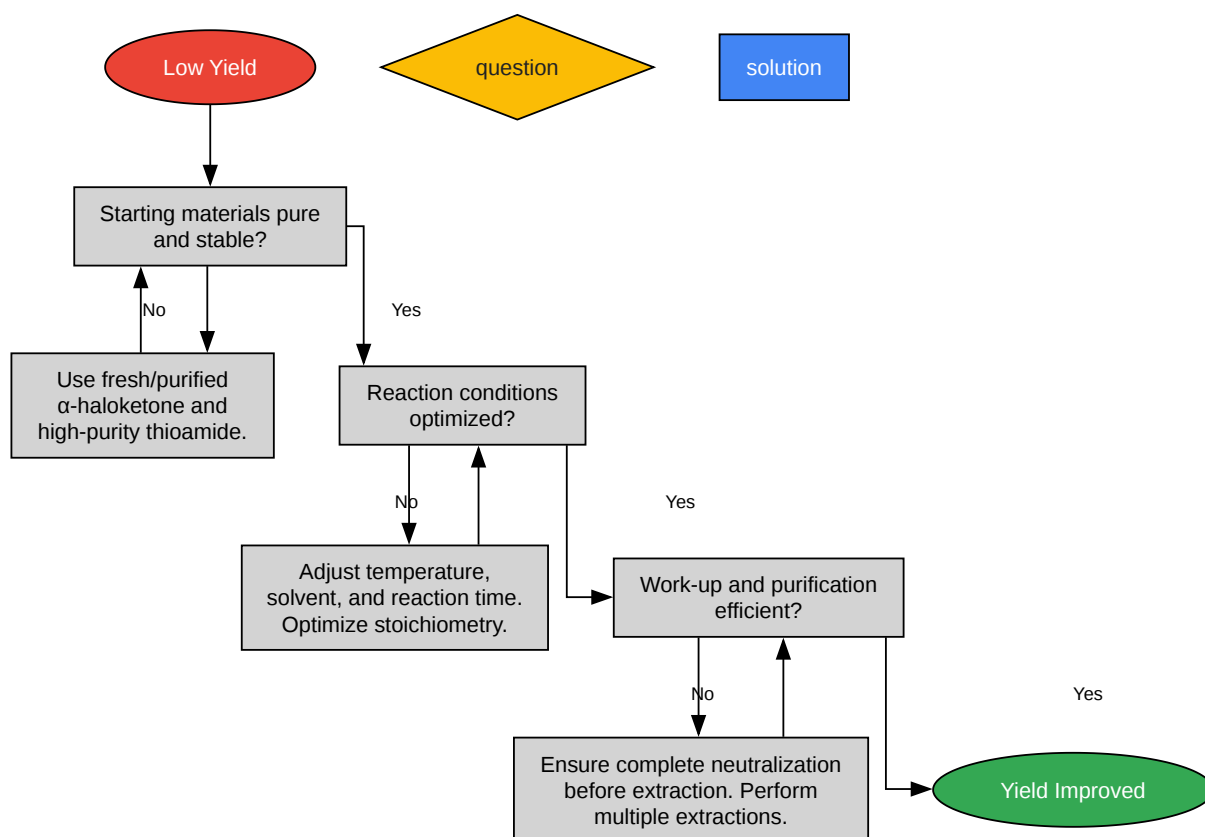 Low Yield
question
solution
Starting materials pure
and stable?
No
Yes
Use fresh/purified
α-haloketone and
high-purity thioamide.
Reaction conditions
optimized?
No
Yes
Adjust temperature,
solvent, and reaction time.
Optimize stoichiometry.
Work-up and purification
efficient?
No
Yes
Ensure complete neutralization
before extraction. Perform
multiple extractions.
Yield Improved